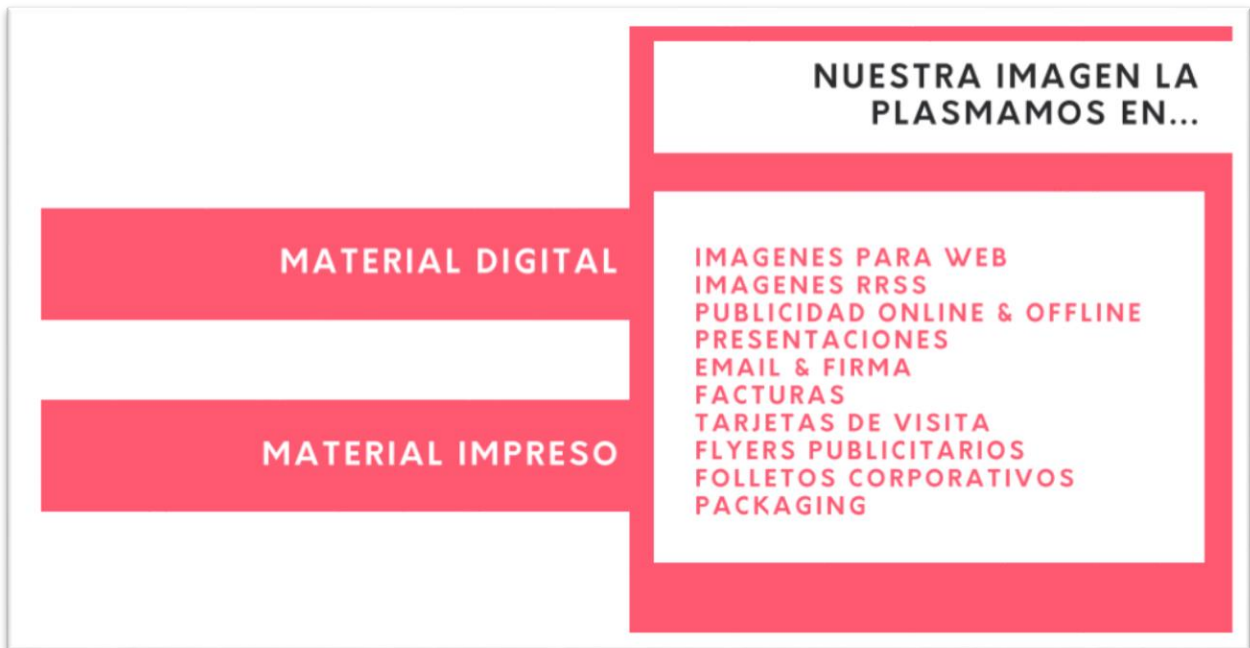 NUESTRA IMAGEN LA
PLASMAMOS EN...
MATERIAL DIGITAL
MATERIAL IMPRESO
IMAGENES PARA WEB
IMAGENES RRSS
PUBLICIDAD ONLINE & OFFLINE
PRESENTACIONES
EMAIL & FIRMA
FACTURAS
TARJETAS DE VISITA
FLYERS PUBLICITARIOS
FOLLETOS CORPORATIVOS
PACKAGING